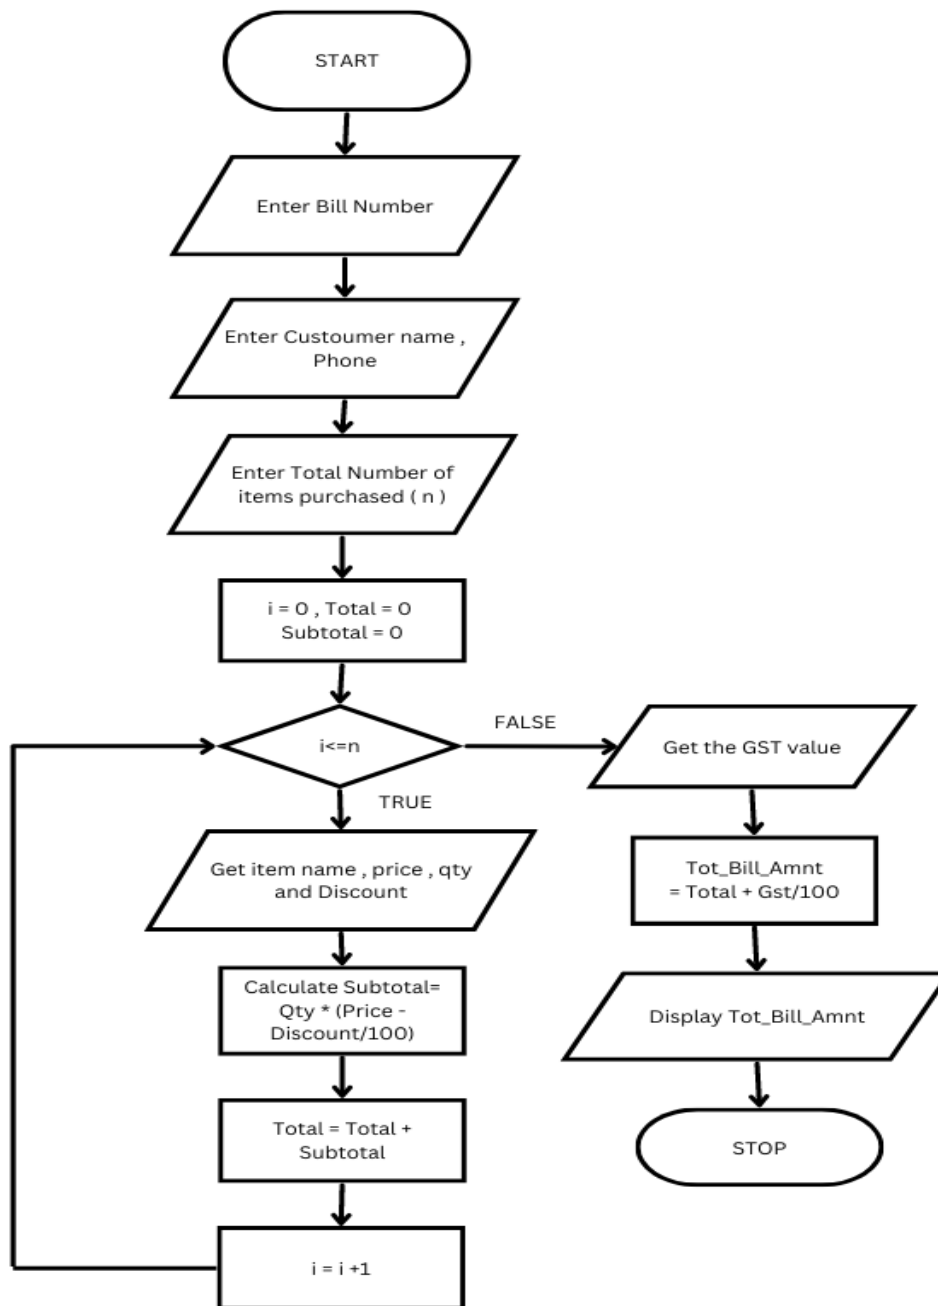 START
Enter Bill Number
Enter Custoumer name ,
Phone
Enter Total Number of
items purchased ( n )
i = 0 , Total = 0
Subtotal = 0
i<=n
FALSE
TRUE
Get item name , price , qty
and Discount
Calculate Subtotal=
Qty * (Price -
Discount/100)
Total = Total +
Subtotal
i = i +1
Get the GST value
Tot_Bill_Amnt
= Total + Gst/100
Display Tot_Bill_Amnt
STOP